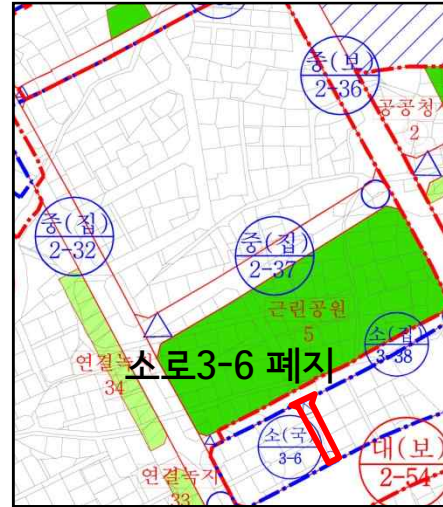 중(보)
2-36
공공청
2
중(집)
2-32
중(집)
2-37
근린공원
5
소(집)
3-38
연결녹지
34
소로3-6 폐지
소(국)
3-6
대(보)
2-54
연결녹지
33